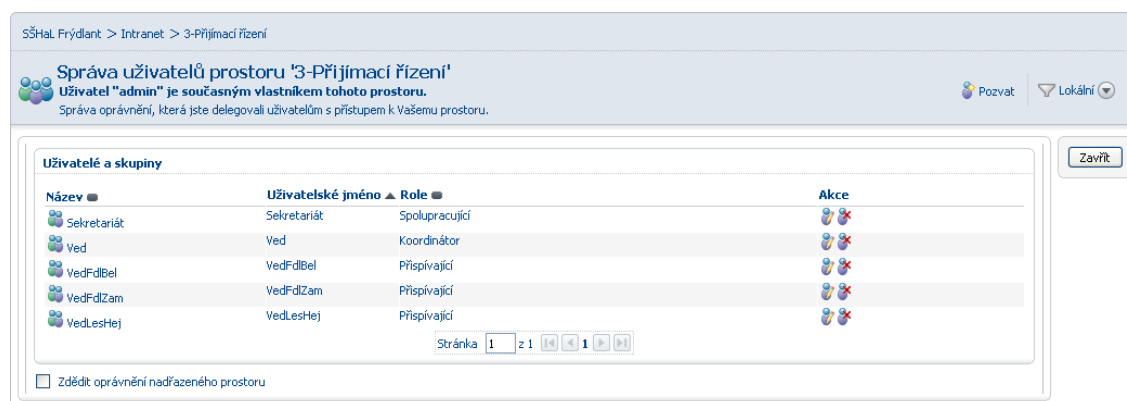 SŠHaL Frýdlant > Intranet > 3-Přijímací řízení
Správa uživatelů prostoru '3-Přijímací řízení'
Uživatel "admin" je současným vlastníkem tohoto prostoru.
Správa oprávnění, která jste delegovali uživatelům s přístupem k Vašemu prostoru.
Pozvat
Lokální
Zavřít
Uživatelé a skupiny
Název Uživatelské jméno Role Akce
Sekretariát Sekretariát Spolupracující
Ved Ved Koordinátor
VedFdlBel VedFdlBel Přispívající
VedFdlZam VedFdlZam Přispívající
VedLesHej VedLesHej Přispívající
Stránka 1 z 1 1
Zdědit oprávnění nadřazeného prostoru